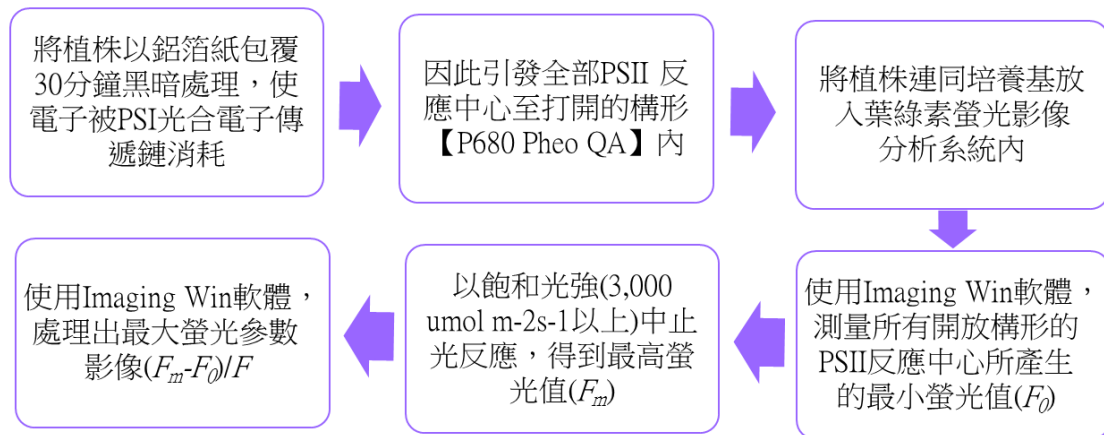 將植株以鋁箔紙包覆
30分鐘黑暗處理，使
電子被PSI光合電子傳
遞鏈消耗
因此引發全部PSII 反
應中心至打開的構形
【P680 Pheo QA】內
將植株連同培養基放
入葉綠素螢光影像
分析系統內
使用Imaging Win軟體，
測量所有開放構形的
PSII反應中心所產生
的最小螢光值(F0)
以飽和光強(3,000
umol m-2s-1以上)中止
光反應，得到最高螢
光值(Fm)
使用Imaging Win軟體，
處理出最大螢光參數
影像(Fm-F0)/F